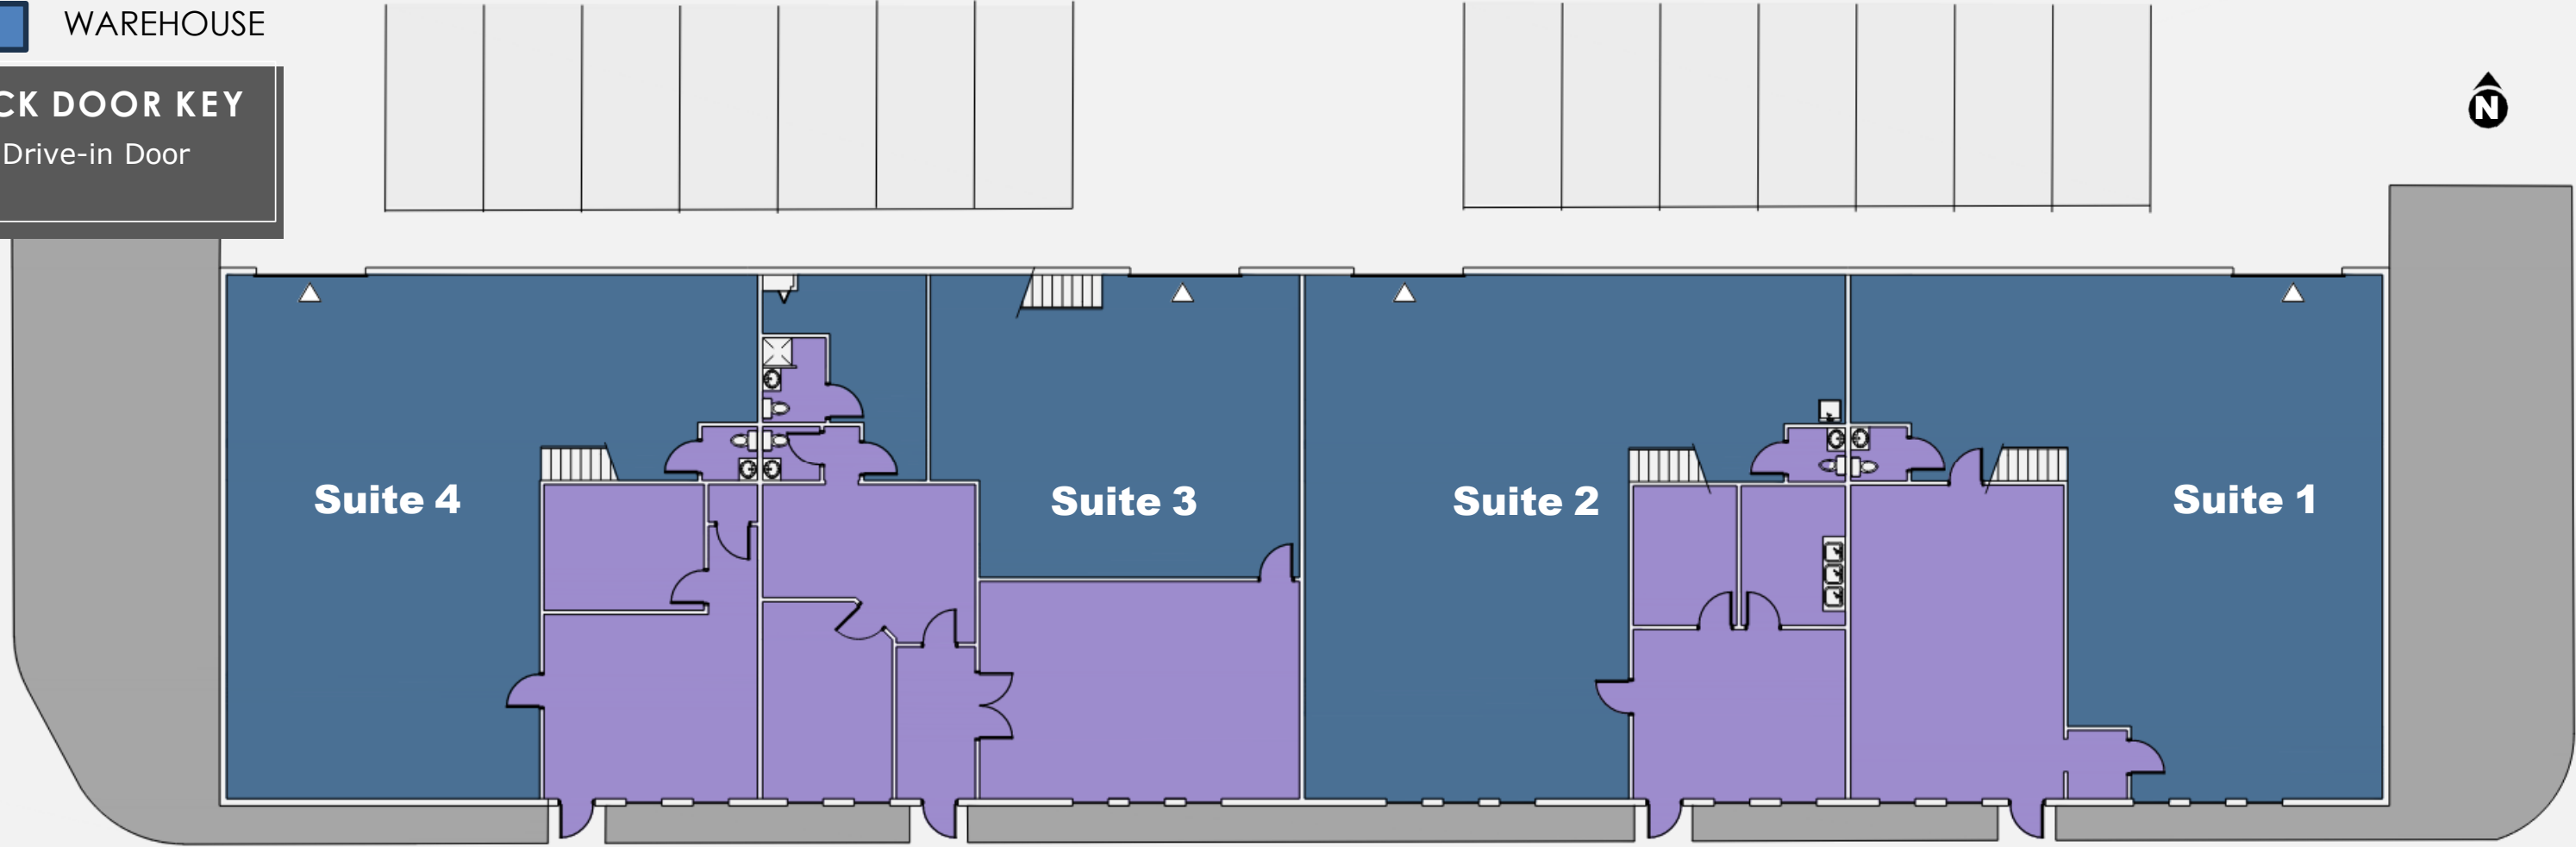 WAREHOUSE
CK DOOR KEY
Drive-in Door
N
Suite 4
Suite 3
Suite 2
Suite 1